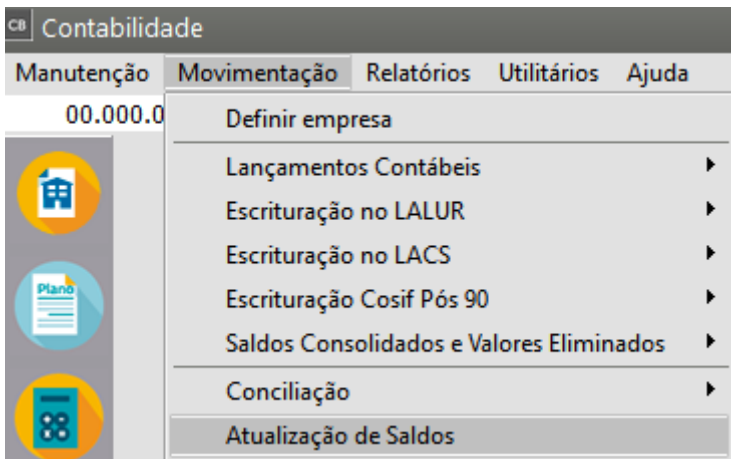 CB Contabilidade
Manutenção Movimentação Relatórios Utilitários Ajuda
00.000.0
Definir empresa
Lançamentos Contábeis
Escrituração no LALUR
Escrituração no LACS
Plano
Escrituração Cosif Pós 90
Saldos Consolidados e Valores Eliminados
Conciliação
Atualização de Saldos